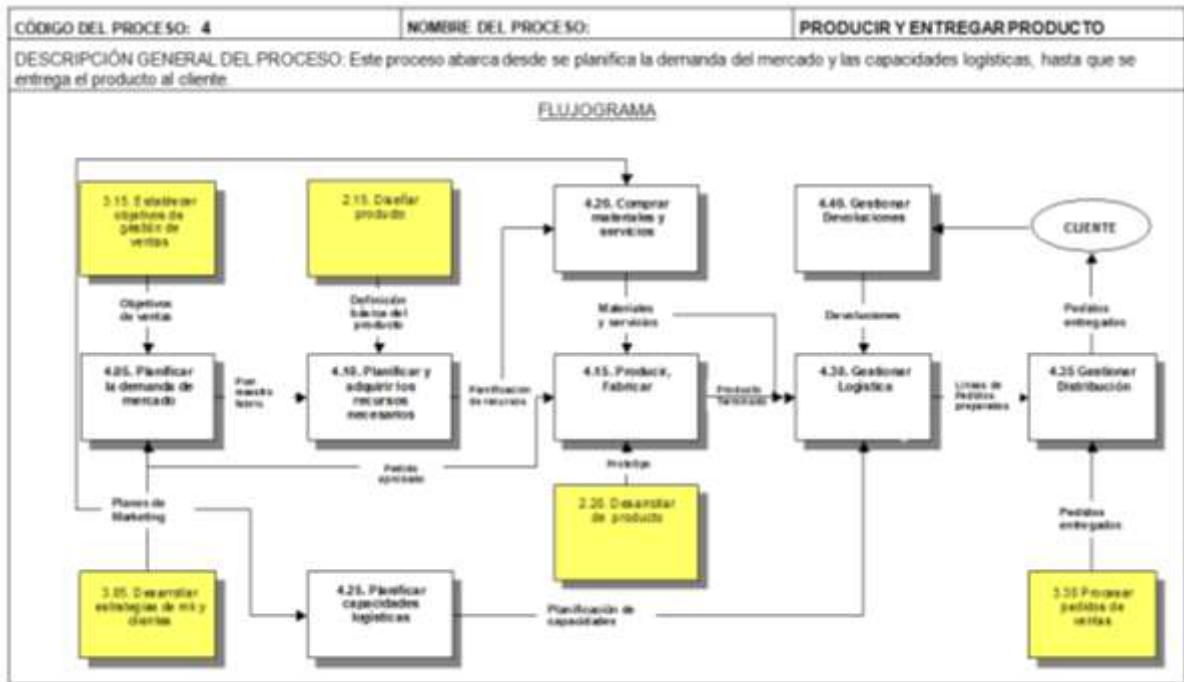 CÓDIGO DEL PROCESO: 4
NOMBRE DEL PROCESO:
PRODUCIR Y ENTREGAR PRODUCTO
DESCRIPCIÓN GENERAL DEL PROCESO: Este proceso abarca desde se planifica la demanda del mercado y las capacidades logísticas, hasta que se
entrega el producto al cliente.
FLUJOGRAMA
3.15. Establecer
objetivos de
gestión de
ventas
2.15. Diseñar
producto
4.20. Comprar
materiales y
servicios
4.40. Gestionar
Devoluciones
CLIENTE
Objetivos
de ventas
Definición
básica del
producto
Materiales
y servicios
Devoluciones
Pedidos
entregados
4.05. Planificar
la demanda de
mercado
Plan
maestro
4.10. Planificar y
adquirir los
recursos
necesarios
Planificación
de recursos
4.15. Producir,
Fabricar
Producto
Terminado
4.30. Gestionar
Logística
Líneas de
Pedidos
preparados
4.35 Gestionar
Distribución
Pedido
aprobado
Prototipo
Planes de
Marketing
2.20. Desarrollar
de producto
Pedidos
entregados
3.05. Desarrollar
estrategias de mk y
clientes
4.25. Planificar
capacidades
logísticas
Planificación de
capacidades
3.30 Procesar
pedidos de
ventas